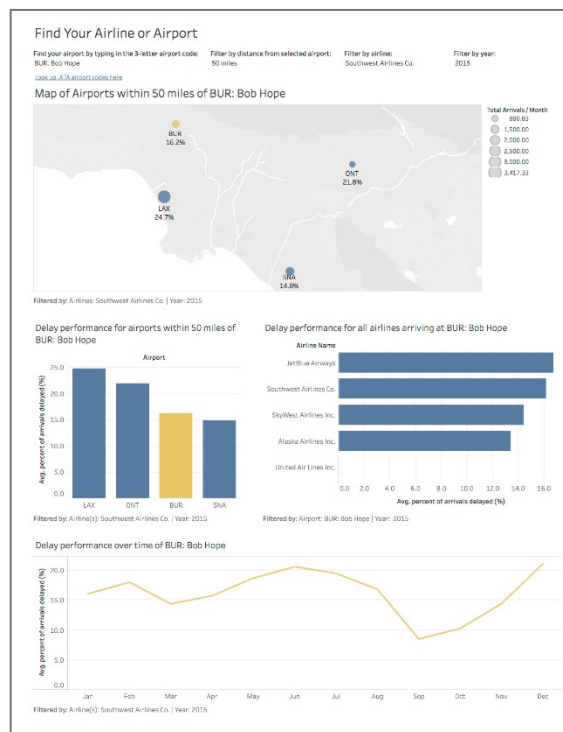 Find Your Airline or Airport
Find your airport by typing in the 3-letter airport code:
BUR: Bob Hope
Filter by distance from selected airport:
50 miles
Filter by airline:
Southwest Airlines Co.
Filter by year:
2015
Look up IATA airport codes here
Map of Airports within 50 miles of BUR: Bob Hope
BUR
16.2%
ONT
21.8%
LAX
24.7%
SNA
14.8%
Total Arrivals / Month
880.83
1,500.00
2,000.00
2,500.00
3,000.00
3,417.33
Filtered by: Airlines: Southwest Airlines Co. | Year: 2015
Delay performance for airports within 50 miles of
BUR: Bob Hope
Airport
Avg. percent of arrivals delayed (%)
25.0
20.0
15.0
10.0
5.0
0.0
LAX
ONT
BUR
SNA
Filtered by: Airline(s): Southwest Airlines Co. | Year: 2015
Delay performance for all airlines arriving at BUR: Bob Hope
Airline Name
JetBlue Airways
Southwest Airlines Co.
SkyWest Airlines Inc.
Alaska Airlines Inc.
United Air Lines Inc.
0.0 2.0 4.0 6.0 8.0 10.0 12.0 14.0 16.0
Avg. percent of arrivals delayed (%)
Filtered by: Airport: BUR: Bob Hope | Year: 2015
Delay performance over time of BUR: Bob Hope
Avg. percent of arrivals delayed (%)
20.0
15.0
10.0
5.0
0.0
Jan Feb Mar Apr May Jun Jul Aug Sep Oct Nov Dec
Filtered by: Airline(s): Southwest Airlines Co. | Year: 2015